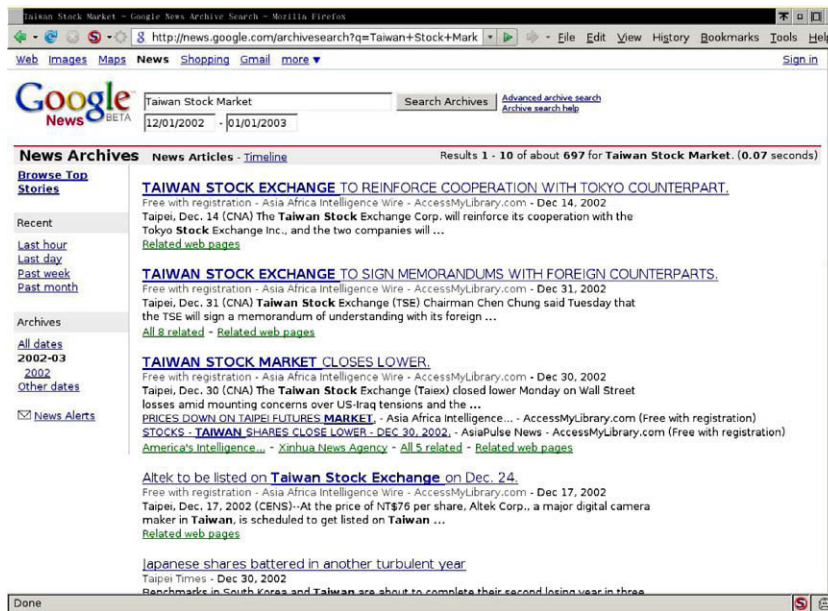 Taiwan Stock Market - Google News Archive Search - Mozilla Firefox
http://news.google.com/archivesearch?q=Taiwan+Stock+Mark File Edit View History Bookmarks Tools Help
Web Images Maps News Shopping Gmail more ▼ Sign in
Google News BETA
Taiwan Stock Market Search Archives Advanced archive search
Archive search help
12/01/2002 - 01/01/2003
News Archives News Articles - Timeline Results 1 - 10 of about 697 for Taiwan Stock Market. (0.07 seconds)
Browse Top
Stories
Recent
Last hour
Last day
Past week
Past month
Archives
All dates
2002-03
2002
Other dates
News Alerts
TAIWAN STOCK EXCHANGE TO REINFORCE COOPERATION WITH TOKYO COUNTERPART.
Free with registration - Asia Africa Intelligence Wire - AccessMyLibrary.com - Dec 14, 2002
Taipei, Dec. 14 (CNA) The Taiwan Stock Exchange Corp. will reinforce its cooperation with the
Tokyo Stock Exchange Inc., and the two companies will ...
Related web pages
TAIWAN STOCK EXCHANGE TO SIGN MEMORANDUMS WITH FOREIGN COUNTERPARTS.
Free with registration - Asia Africa Intelligence Wire - AccessMyLibrary.com - Dec 31, 2002
Taipei, Dec. 31 (CNA) Taiwan Stock Exchange (TSE) Chairman Chen Chung said Tuesday that
the TSE will sign a memorandum of understanding with its foreign ...
All 8 related - Related web pages
TAIWAN STOCK MARKET CLOSES LOWER.
Free with registration - Asia Africa Intelligence Wire - AccessMyLibrary.com - Dec 30, 2002
Taipei, Dec. 30 (CNA) The Taiwan Stock Exchange (Taiex) closed lower Monday on Wall Street
losses amid mounting concerns over US-Iraq tensions and the ...
PRICES DOWN ON TAIPEI FUTURES MARKET. - Asia Africa Intelligence... - AccessMyLibrary.com (Free with registration)
STOCKS - TAIWAN SHARES CLOSE LOWER - DEC 30, 2002. - AsiaPulse News - AccessMyLibrary.com (Free with registration)
America's Intelligence... - Xinhua News Agency - All 5 related - Related web pages
Altek to be listed on Taiwan Stock Exchange on Dec. 24.
Free with registration - Asia Africa Intelligence Wire - AccessMyLibrary.com - Dec 17, 2002
Taipei, Dec. 17, 2002 (CENS)--At the price of NT$76 per share, Altek Corp., a major digital camera
maker in Taiwan, is scheduled to get listed on Taiwan ...
Related web pages
Japanese shares battered in another turbulent year
Taipei Times - Dec 30, 2002
Benchmarks in South Korea and Taiwan are about to complete their second losing year in three
Done